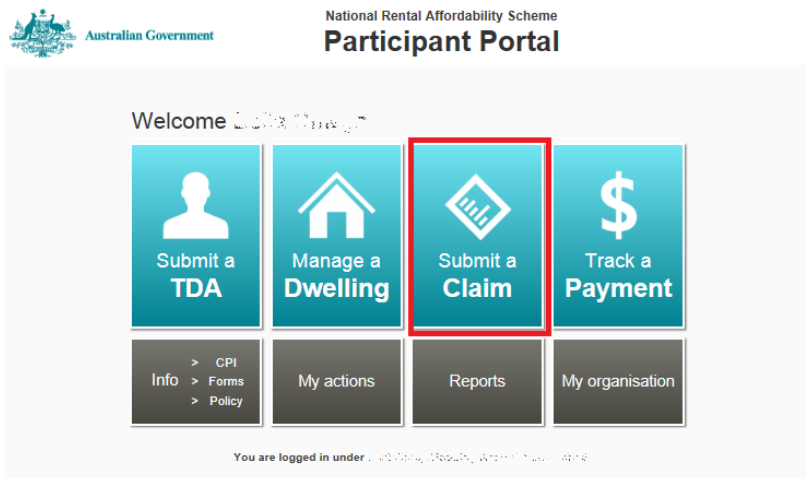 Australian Government
National Rental Affordability Scheme
Participant Portal
Welcome
Submit a
TDA
Manage a
Dwelling
Submit a
Claim
$
Track a
Payment
Info > CPI
> Forms
> Policy
My actions
Reports
My organisation
You are logged in under